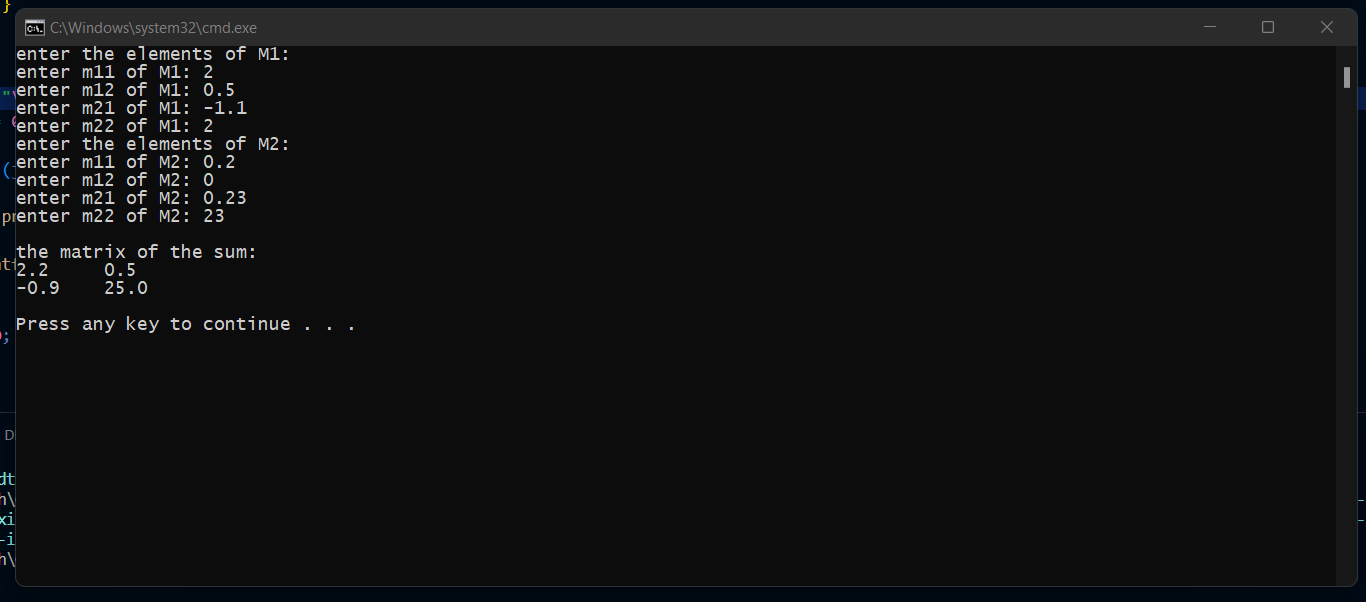 C:\Windows\system32\cmd.exe
enter the elements of M1:
enter m11 of M1: 2
enter m12 of M1: 0.5
enter m21 of M1: -1.1
enter m22 of M1: 2
enter the elements of M2:
enter m11 of M2: 0.2
enter m12 of M2: 0
enter m21 of M2: 0.23
enter m22 of M2: 23
the matrix of the sum:
2.2 0.5
-0.9 25.0
Press any key to continue . . .